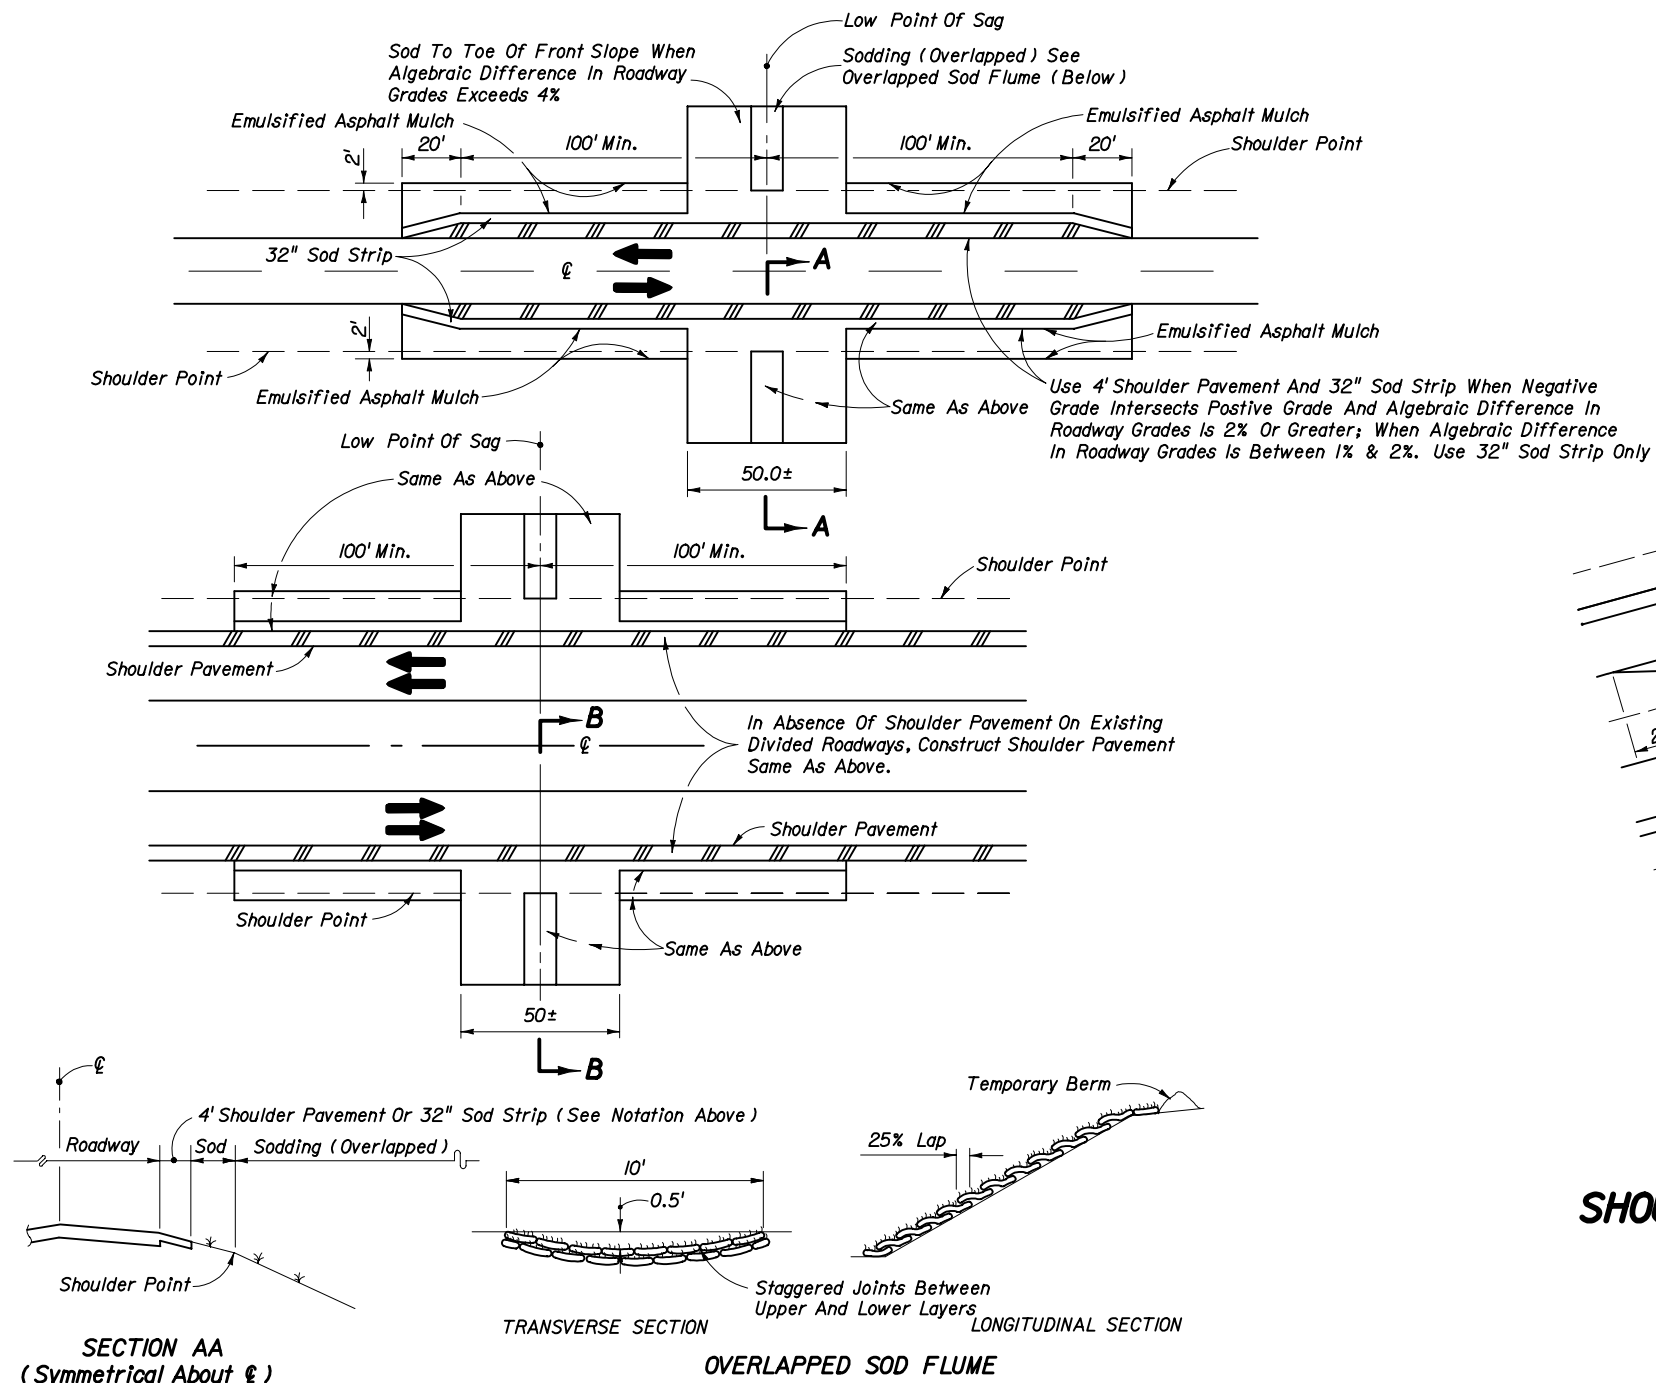 Low Point Of Sag
Sod To Toe Of Front Slope When
Algebraic Difference In Roadway
Grades Exceeds 4%
Sodding (Overlapped) See
Overlapped Sod Flume (Below)
Emulsified Asphalt Mulch
Emulsified Asphalt Mulch
20'
100' Min.
100' Min.
20'
Shoulder Point
2'
32" Sod Strip
℄
A
2'
Emulsified Asphalt Mulch
Shoulder Point
Emulsified Asphalt Mulch
Same As Above
Use 4' Shoulder Pavement And 32" Sod Strip When Negative
Grade Intersects Postive Grade And Algebraic Difference In
Roadway Grades Is 2% Or Greater; When Algebraic Difference
In Roadway Grades Is Between 1% & 2%. Use 32" Sod Strip Only
Low Point Of Sag
50.0±
Same As Above
A
100' Min.
100' Min.
Shoulder Point
Shoulder Pavement
B
℄
In Absence Of Shoulder Pavement On Existing
Divided Roadways, Construct Shoulder Pavement
Same As Above.
Shoulder Pavement
Shoulder Point
Same As Above
50±
B
℄
4' Shoulder Pavement Or 32" Sod Strip (See Notation Above)
Roadway
Sod
Sodding (Overlapped)
Shoulder Point
SECTION AA
(Symmetrical About ℄)
10'
0.5'
Staggered Joints Between
Upper And Lower Layers
TRANSVERSE SECTION
Temporary Berm
25% Lap
LONGITUDINAL SECTION
OVERLAPPED SOD FLUME